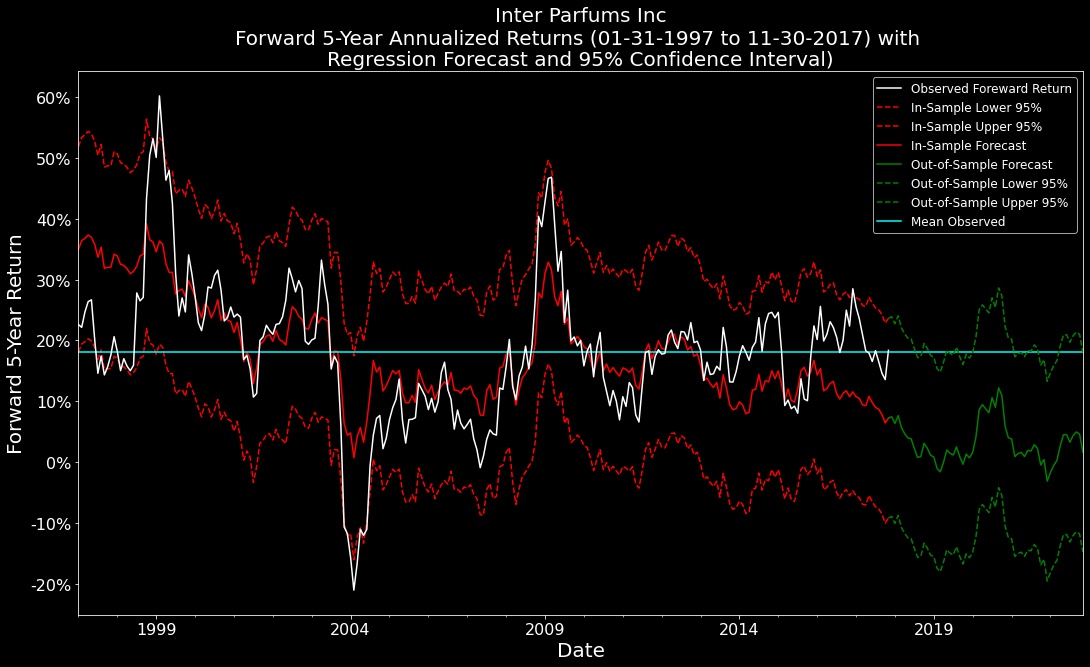 Inter Parfums Inc
Forward 5-Year Annualized Returns (01-31-1997 to 11-30-2017) with
Regression Forecast and 95% Confidence Interval)
Observed Foreward Return
In-Sample Lower 95%
In-Sample Upper 95%
In-Sample Forecast
Out-of-Sample Forecast
Out-of-Sample Lower 95%
Out-of-Sample Upper 95%
Mean Observed
Forward 5-Year Return
60%
50%
40%
30%
20%
10%
0%
-10%
-20%
1999
2004
2009
2014
2019
Date